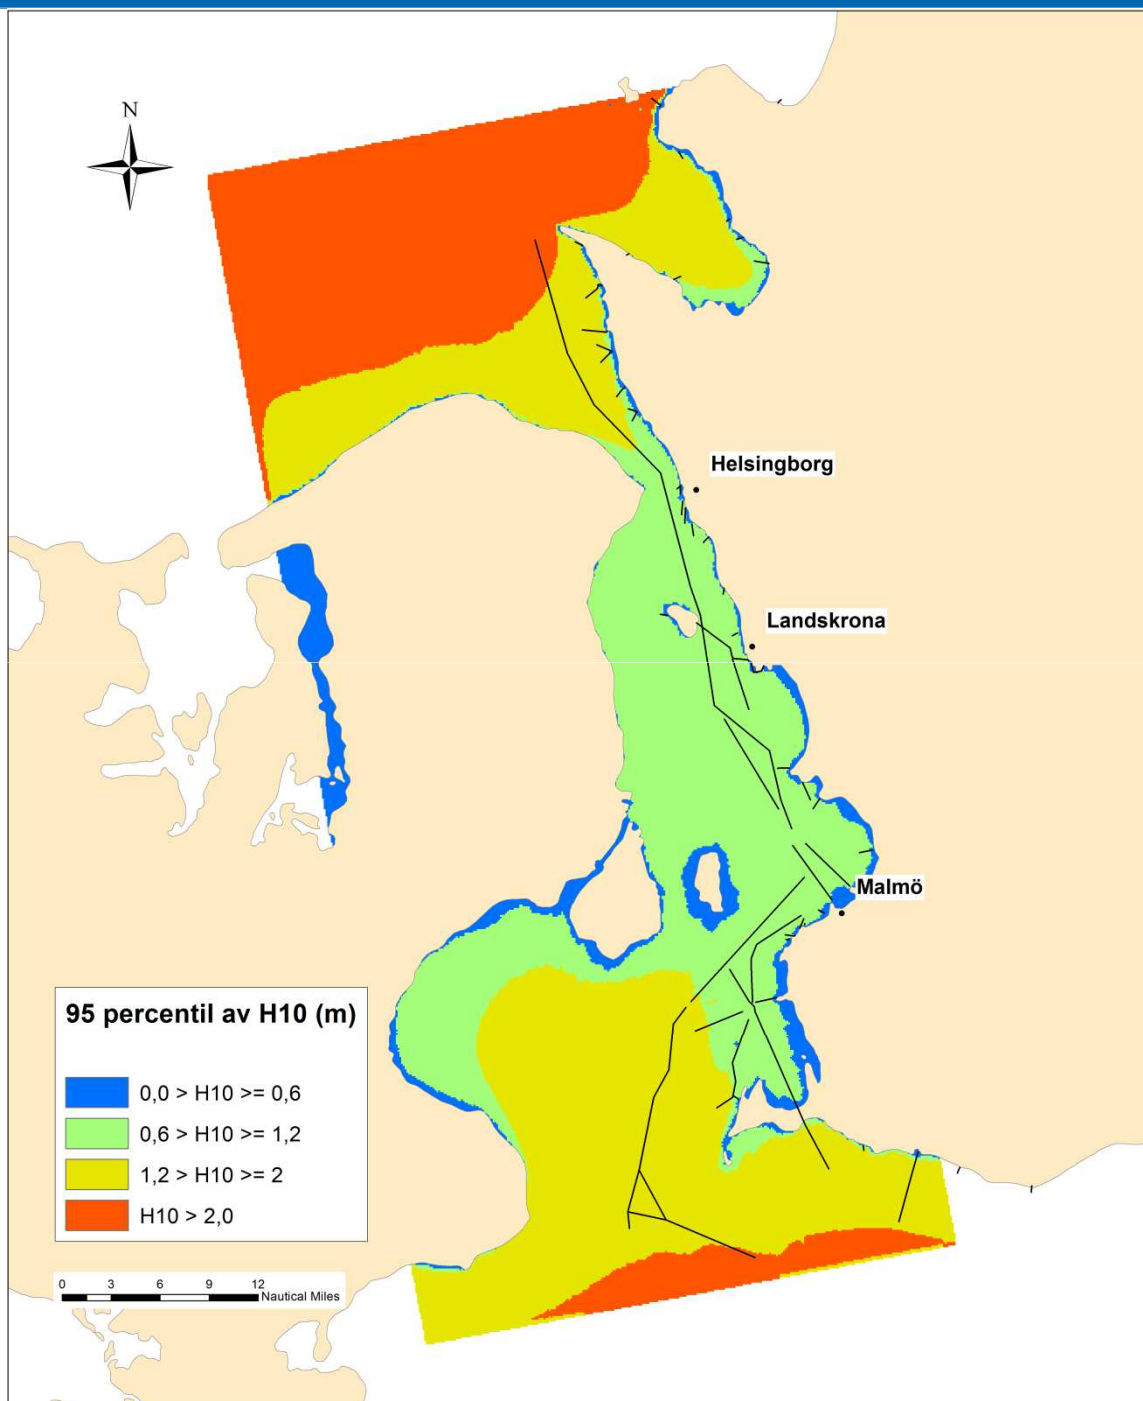 N
Helsingborg
Landskrona
Malmö
95 percentil av H10 (m)
0,0 > H10 >= 0,6
0,6 > H10 >= 1,2
1,2 > H10 >= 2
H10 > 2,0
0 3 6 9 12
Nautical Miles